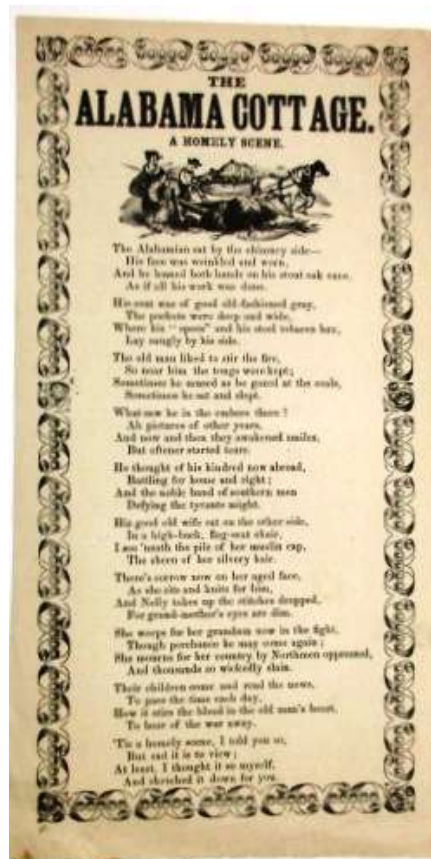 THE
ALABAMA COTTAGE.
A HOMELY SCENE.
The Alabamian sat by the chimney side—
His face was wrinkled and worn,
And he leaned both hands on his stout oak cane,
As if all his work was done.
His coat was of good old-fashioned gray,
The pockets were deep and wide,
Where his "specs" and his steel tobacco box,
Lay snugly by his side.
The old man liked to stir the fire,
So near him the tongs were kept;
Sometimes he mused as he gazed at the coals,
Sometimes he sat and slept.
What saw he in the embers there?
Ah pictures of other years,
And now and then they awakened smiles,
But oftener started tears.
He thought of his kindred now abroad,
Battling for home and right;
And the noble band of southern men
Defying the tyrants might.
His good old wife sat on the other side,
In a high-back, flag-seat chair,
I see 'neath the pile of her muslin cap,
The sheen of her silvery hair.
There's sorrow now on her aged face,
As she sits and knits for him,
And Nelly takes up the stitches dropped,
For grand-mother's eyes are dim.
She weeps for her grandson now in the fight,
Though perchance he may come again;
She mourns for her country by Northmen oppressed,
And thousands so wickedly slain.
Their children come and read the news,
To pass the time each day,
How it stirs the blood in the old man's heart,
To hear of the war away.
'Tis a homely scene, I told you so,
But sad it is to view;
At least, I thought it so myself,
And sketched it down for you.